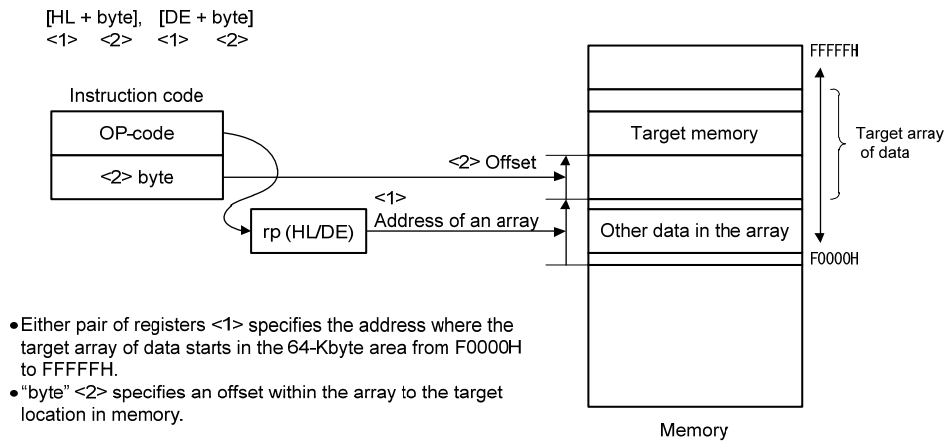 [HL + byte], [DE + byte]
<1> <2> <1> <2>
Instruction code
OP-code
<2> byte
rp (HL/DE)
<2> Offset
<1>
Address of an array
FFFFFH
Target memory
Target array
of data
Other data in the array
F0000H
Memory
●Either pair of registers <1> specifies the address where the
target array of data starts in the 64-Kbyte area from F0000H
to FFFFFH.
●“byte” <2> specifies an offset within the array to the target
location in memory.